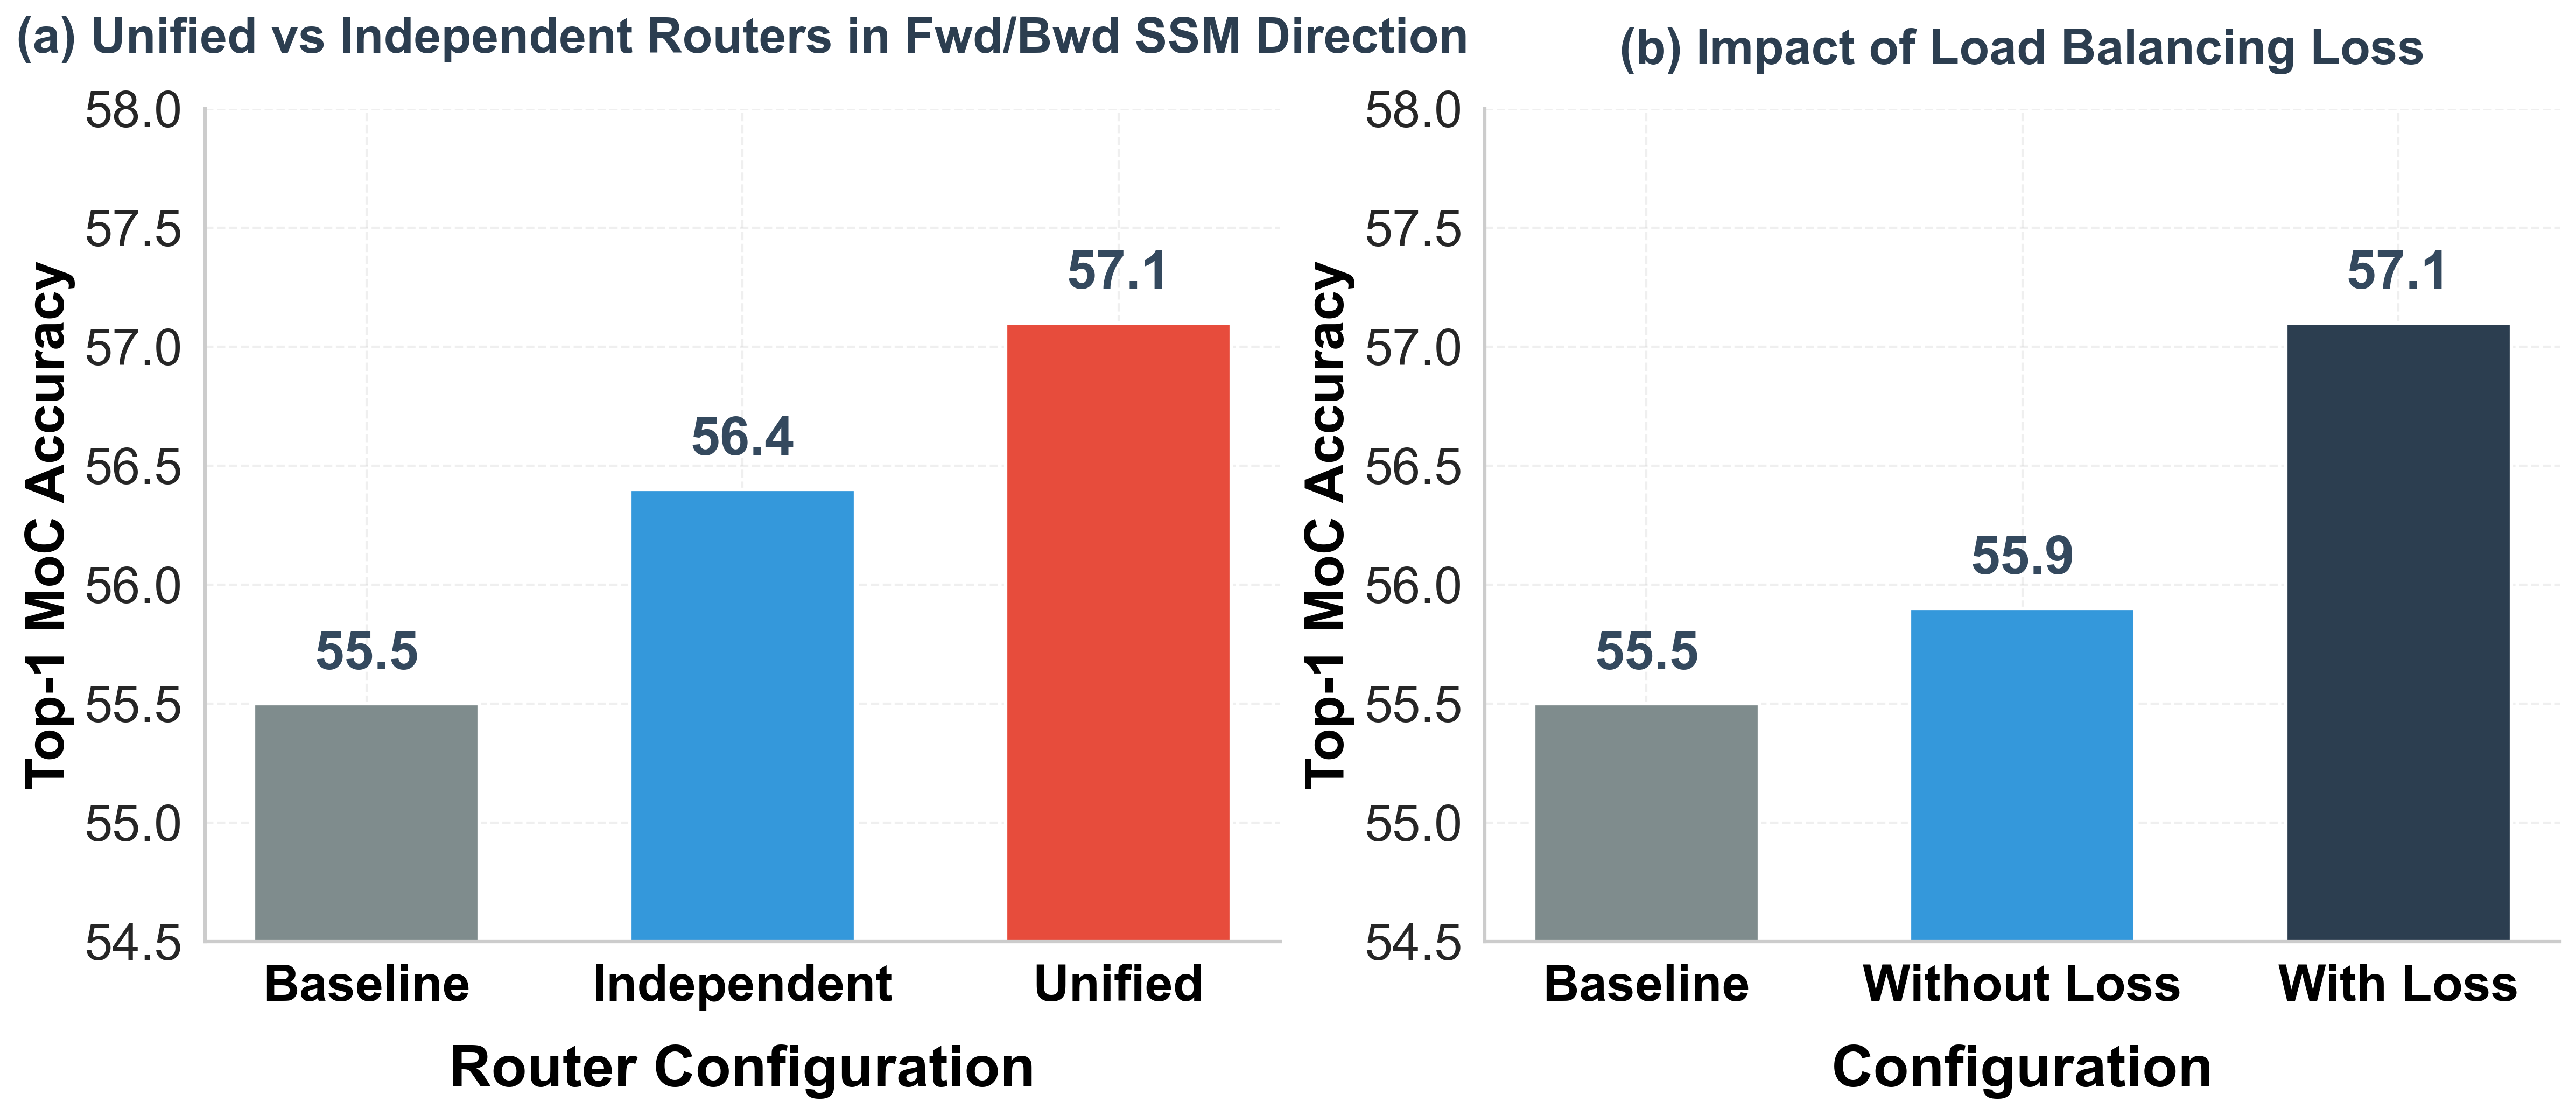 (a) Unified vs Independent Routers in Fwd/Bwd SSM Direction
58.0
57.5
57.0
56.5
56.0
55.5
55.0
54.5
Top-1 MoC Accuracy
55.5
56.4
57.1
Baseline
Independent
Unified
Router Configuration
(b) Impact of Load Balancing Loss
58.0
57.5
57.0
56.5
56.0
55.5
55.0
54.5
Top-1 MoC Accuracy
55.5
55.9
57.1
Baseline
Without Loss
With Loss
Configuration